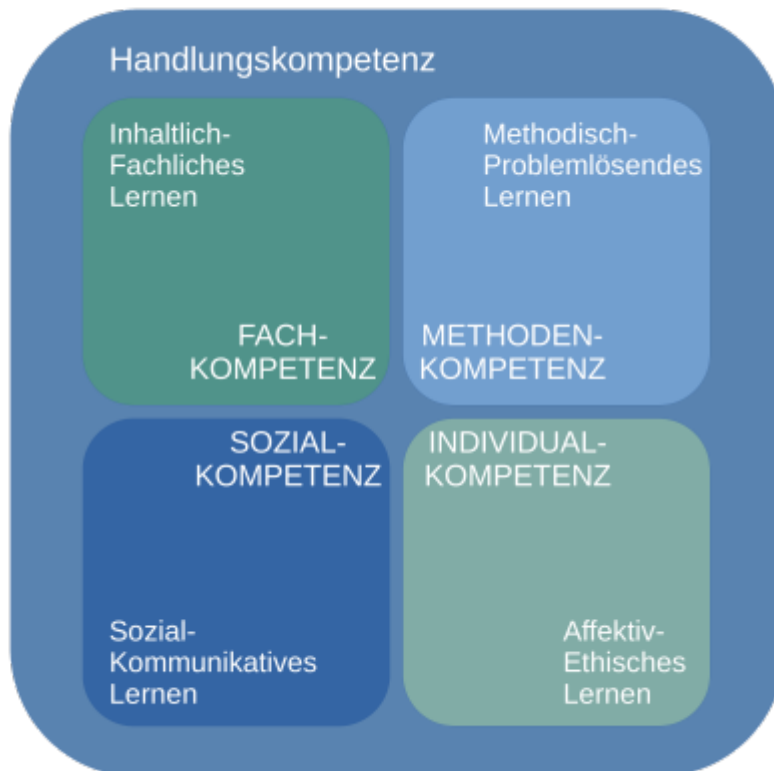 Handlungskompetenz
Inhaltlich-
Fachliches
Lernen
FACH-
KOMPETENZ
Methodisch-
Problemlösendes
Lernen
METHODEN-
KOMPETENZ
SOZIAL-
KOMPETENZ
Sozial-
Kommunikatives
Lernen
INDIVIDUAL-
KOMPETENZ
Affektiv-
Ethisches
Lernen